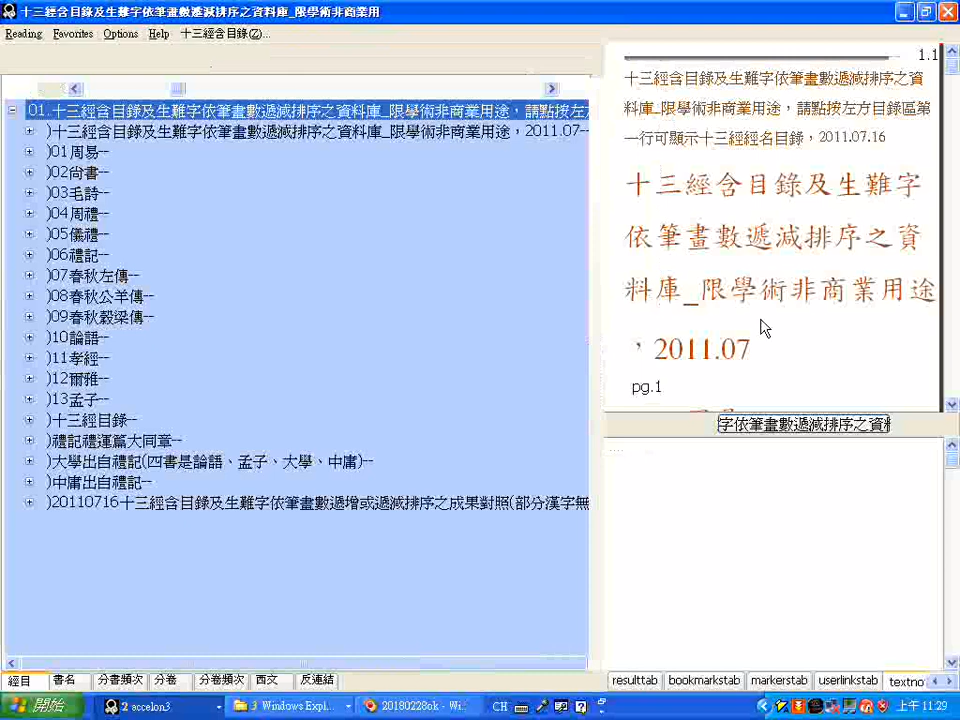 十三經含目錄及生難字依筆畫數遞減排序之資料庫_限學術非商業用
Reading Favorites Options Help 十三經含目錄(Z)...
01.十三經含目錄及生難字依筆畫數遞減排序之資料庫_限學術非商業用途，請點按左
)十三經含目錄及生難字依筆畫數遞減排序之資料庫_限學術非商業用途，2011.07--
)01周易--
)02尚書--
)03毛詩--
)04周禮--
)05儀禮--
)06禮記--
)07春秋左傳--
)08春秋公羊傳--
)09春秋穀梁傳--
)10論語--
)11孝經--
)12爾雅--
)13孟子--
)十三經目錄--
)禮記禮運篇大同章--
)大學出自禮記(四書是論語、孟子、大學、中庸)--
)中庸出自禮記--
)20110716十三經含目錄及生難字依筆畫數遞增或遞減排序之成果對照(部分漢字無
經目 書名 分書頻次 分卷 分卷頻次 西文 反連結
1.1
十三經含目錄及生難字依筆畫數遞減排序之資
料庫_限學術非商業用途，請點按左方目錄區第
一行可顯示十三經經名目錄，2011.07.16
十三經含目錄及生難字
依筆畫數遞減排序之資
料庫_限學術非商業用途
，2011.07
pg.1
字依筆畫數遞減排序之資料
resulttab bookmarkstab markerstab userlinkstab textno
開始 2 accelon3 3 Windows Expl... 20180228ok - Wi... CH 上午 11:29